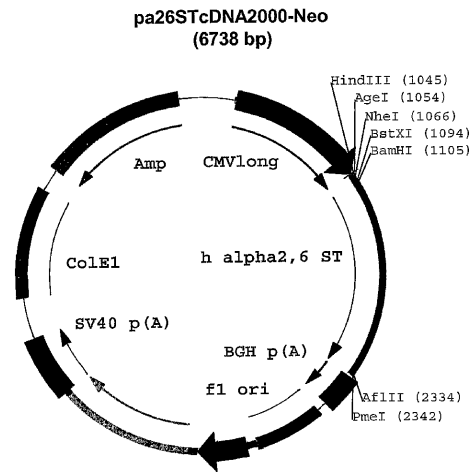 pa26STcDNA2000-Neo
(6738 bp)
HindIII (1045)
AgeI (1054)
NheI (1066)
BstXI (1094)
BamHI (1105)
Amp
CMVlong
ColE1
h alpha2,6 ST
SV40 p(A)
BGH p(A)
f1 ori
AflII (2334)
PmeI (2342)